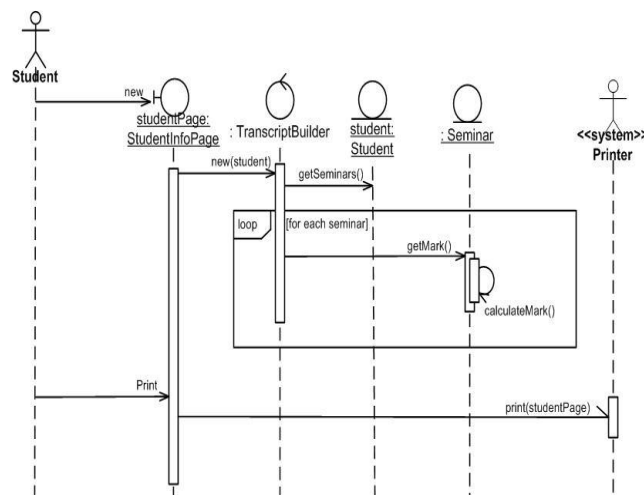 Student
new
studentPage:
StudentInfoPage
: TranscriptBuilder
student:
Student
: Seminar
<<system>>
Printer
new(student)
getSeminars()
loop
[for each seminar]
getMark()
calculateMark()
Print
print(studentPage)